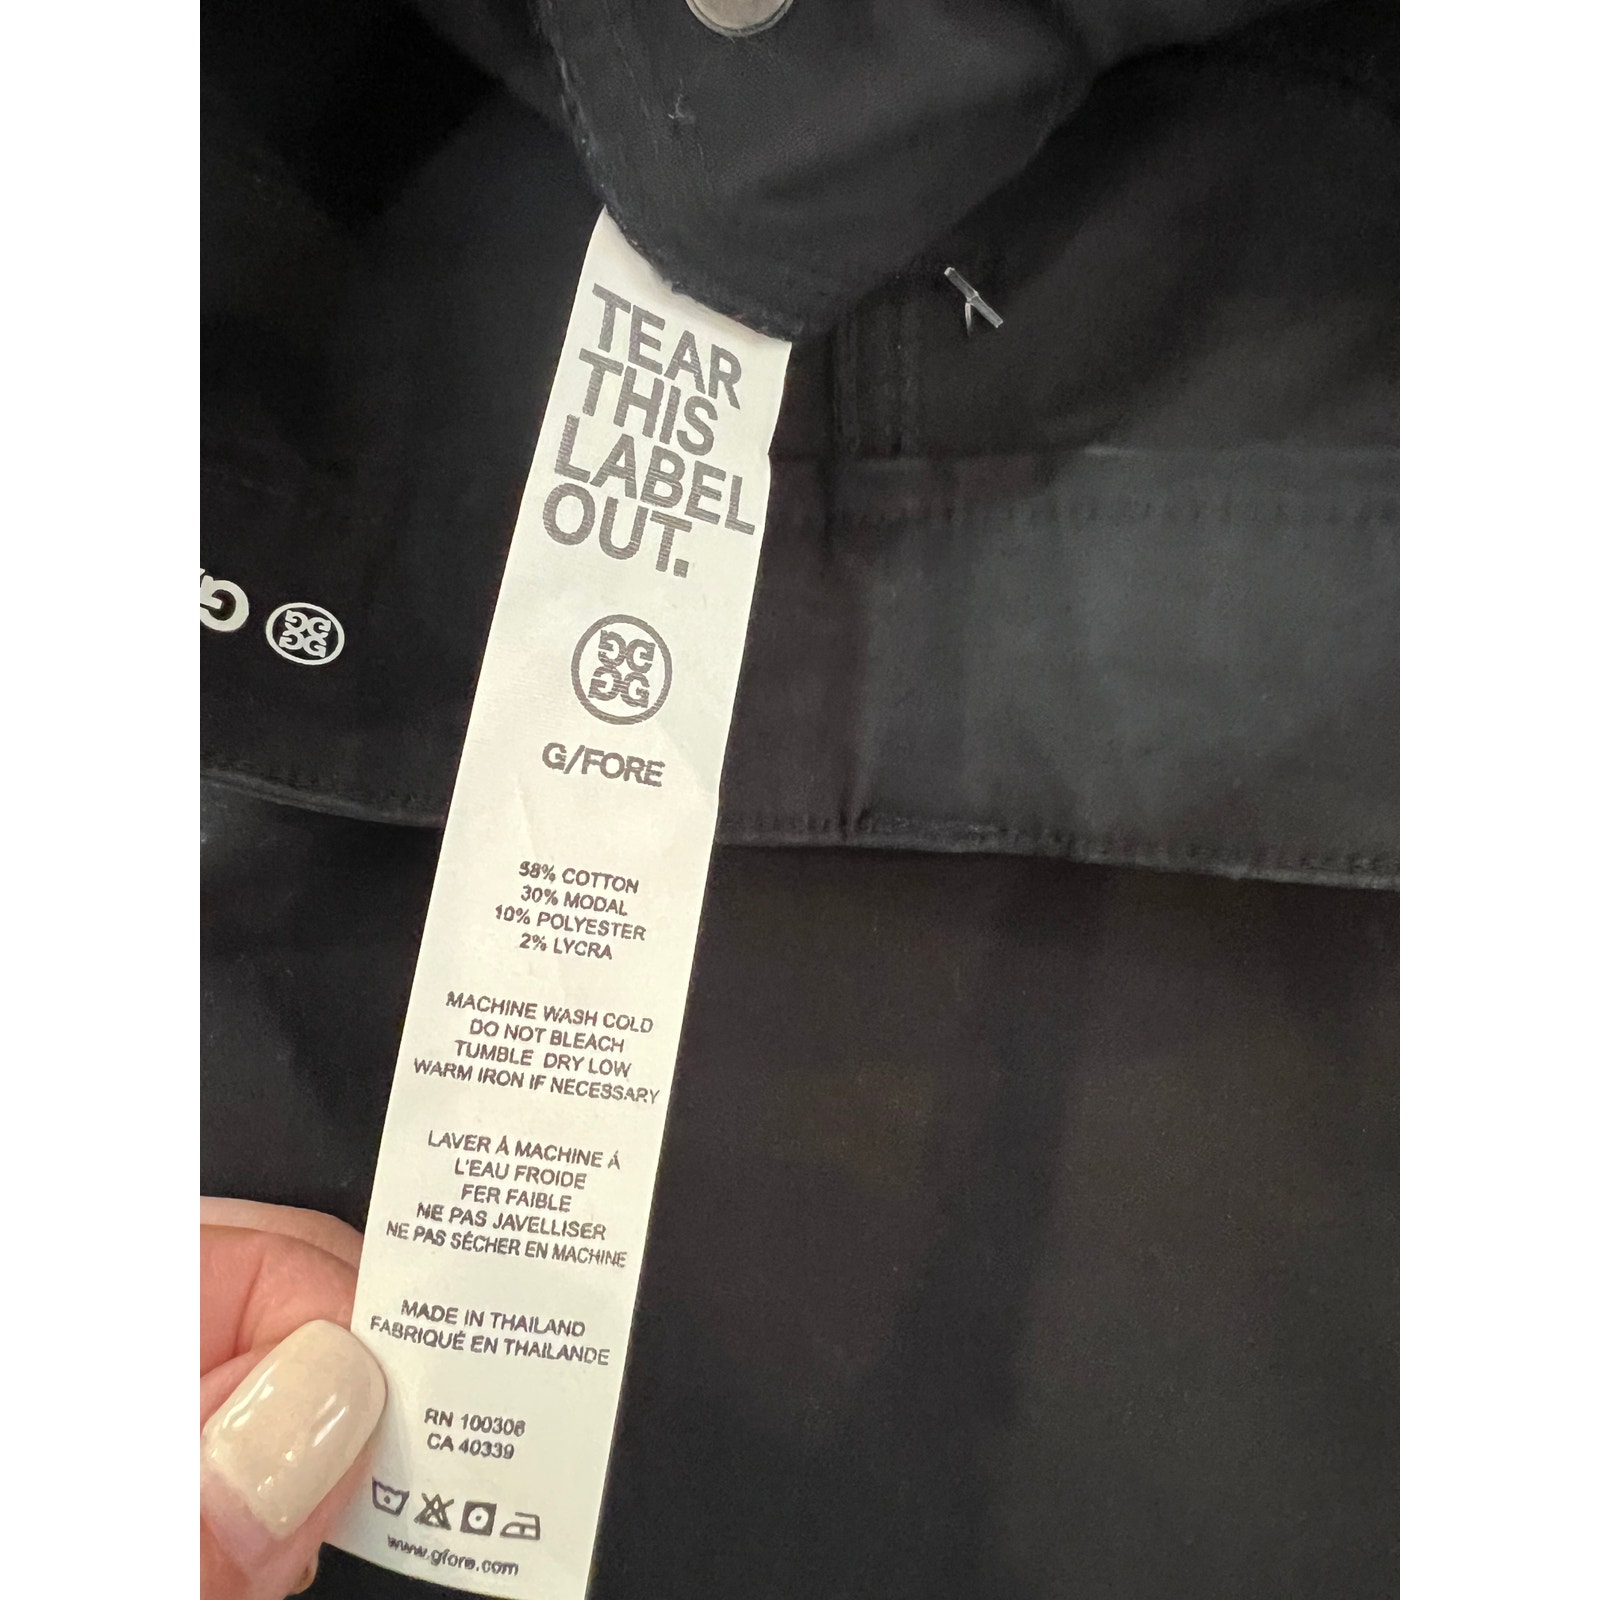 TEAR
THIS
LABEL
OUT.
G/FORE
58% COTTON
30% MODAL
10% POLYESTER
2% LYCRA
MACHINE WASH COLD
DO NOT BLEACH
TUMBLE DRY LOW
WARM IRON IF NECESSARY
LAVER Á MACHINE Á
L'EAU FROIDE
FER FAIBLE
NE PAS JAVELLISER
NE PAS SÉCHER EN MACHINE
MADE IN THAILAND
FABRIQUÉ EN THAILANDE
RN 100306
CA 40339
www.gfore.com